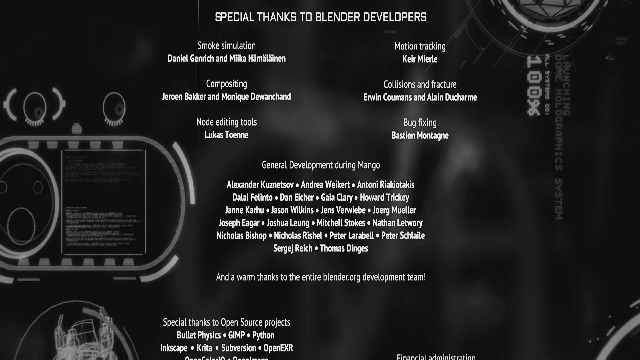 SPECIAL THANKS TO BLENDER DEVELOPERS
Smoke simulation
Daniel Genrich and Miika Hämäläinen
Motion tracking
Keir Mierle
Compositing
Jeroen Bakker and Monique Dewanchand
Collisions and fracture
Erwin Coumans and Alain Ducharme
Node editing tools
Lukas Toenne
Bug fixing
Bastien Montagne
General Development during Mango
Alexander Kuznetsov • Andrea Weikert • Antoni Riakiotakis
Dalai Felinto • Don Eicher • Gaia Clary • Howard Trickey
Janne Karhu • Jason Wilkins • Jens Verwiebe • Joerg Mueller
Joseph Eagar • Joshua Leung • Mitchell Stokes • Nathan Letwory
Nicholas Bishop • Nicholas Rishel • Peter Larabell • Peter Schlaile
Sergej Reich • Thomas Dinges
And a warm thanks to the entire blender.org development team!
Special thanks to Open Source projects
Bullet Physics • GIMP • Python
Inkscape • Krita • Subversion • OpenEXR
Financial administration
LAUNCHING
DOME HOLOGRAPHICS SYSTEM
ALL SYSTEMS GO!
100%